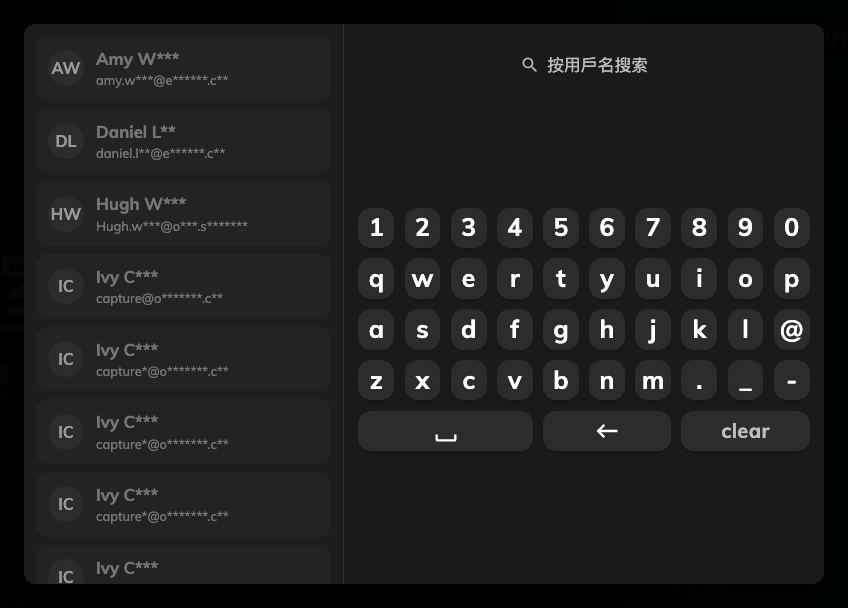 AW
Amy W***
amy.w***@e******.c**
DL
Daniel L**
daniel.l**@e******.c**
HW
Hugh W***
Hugh.w***@o***.s*******
IC
Ivy C***
capture@o*******.c**
IC
Ivy C***
capture*@o*******.c**
IC
Ivy C***
capture*@o*******.c**
IC
Ivy C***
capture*@o*******.c**
IC
Ivy C***
按用戶名搜索
1 2 3 4 5 6 7 8 9 0
q w e r t y u i o p
a s d f g h j k l @
z x c v b n m . _ -
clear